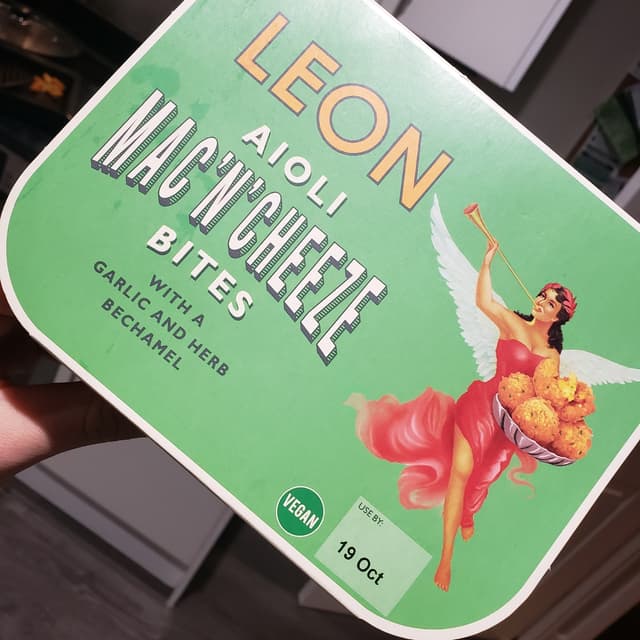 LEON
AIOLI
MAC'N'CHEEZE
BITES
WITH A
GARLIC AND HERB
BECHAMEL
VEGAN
USE BY:
19 Oct